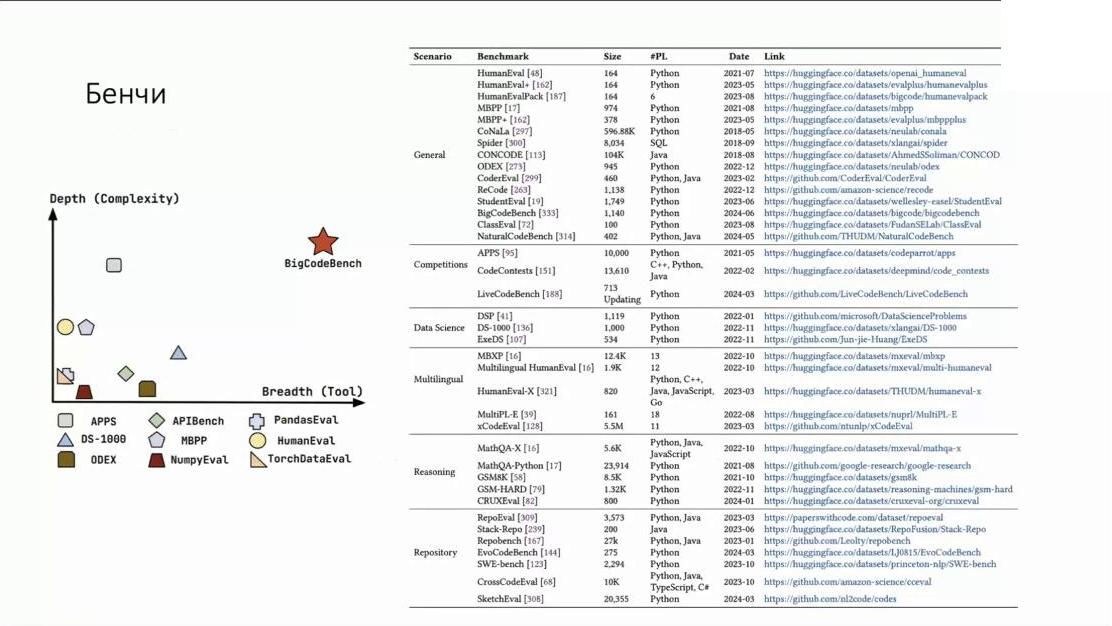 Бенчи
Depth (Complexity)
BigCodeBench
Breadth (Tool)
APPS APIBench PandasEval
DS-1000 MBPP HumanEval
ODEX NumpyEval TorchDataEval
Scenario Benchmark Size #PL Date Link
General
HumanEval [48] 164 Python 2021-07 https://huggingface.co/datasets/openai_humaneval
HumanEval+ [162] 164 Python 2023-05 https://huggingface.co/datasets/evalplus/humanevalplus
HumanEvalPack [187] 164 6 2023-08 https://huggingface.co/datasets/bigcode/humanevalpack
MBPP [17] 974 Python 2021-08 https://huggingface.co/datasets/mbpp
MBPP+ [162] 378 Python 2023-05 https://huggingface.co/datasets/evalplus/mbppplus
CoNaLa [297] 596.88K Python 2018-05 https://huggingface.co/datasets/neulab/conala
Spider [300] 8,034 SQL 2018-09 https://huggingface.co/datasets/xlangai/spider
CONCODE [113] 104K Java 2018-08 https://huggingface.co/datasets/AhmedSSoliman/CONCOD
ODEX [273] 945 Python 2022-12 https://huggingface.co/datasets/neulab/odex
CoderEval [299] 460 Python, Java 2023-02 https://github.com/CoderEval/CoderEval
ReCode [263] 1,138 Python 2022-12 https://github.com/amazon-science/recode
StudentEval [19] 1,749 Python 2023-06 https://huggingface.co/datasets/wellesley-easel/StudentEval
BigCodeBench [333] 1,140 Python 2024-06 https://huggingface.co/datasets/bigcode/bigcodebench
ClassEval [72] 100 Python 2023-08 https://huggingface.co/datasets/FudanSELab/ClassEval
NaturalCodeBench [314] 402 Python, Java 2024-05 https://github.com/THUDM/NaturalCodeBench
Competitions
APPS [95] 10,000 Python 2021-05 https://huggingface.co/datasets/codeparrot/apps
CodeContests [151] 13,610 C++, Python, Java 2022-02 https://huggingface.co/datasets/deepmind/code_contests
LiveCodeBench [188] 713 Updating Python 2024-03 https://github.com/LiveCodeBench/LiveCodeBench
Data Science
DSP [41] 1,119 Python 2022-01 https://github.com/microsoft/DataScienceProblems
DS-1000 [136] 1,000 Python 2022-11 https://huggingface.co/datasets/xlangai/DS-1000
ExeDS [107] 534 Python 2022-11 https://github.com/Jun-jie-Huang/ExeDS
Multilingual
MBXP [16] 12.4K 13 2022-10 https://huggingface.co/datasets/mxeval/mbxp
Multilingual HumanEval [16] 1.9K 12 2022-10 https://huggingface.co/datasets/mxeval/multi-humaneval
HumanEval-X [321] 820 Python, C++, Java, JavaScript, Go 2023-03 https://huggingface.co/datasets/THUDM/humaneval-x
MultiPL-E [39] 161 18 2022-08 https://huggingface.co/datasets/nuprl/MultiPL-E
xCodeEval [128] 5.5M 11 2023-03 https://github.com/ntunlp/xCodeEval
Reasoning
MathQA-X [16] 5.6K Python, Java, JavaScript 2022-10 https://huggingface.co/datasets/mxeval/mathqa-x
MathQA-Python [17] 23,914 Python 2021-08 https://github.com/google-research/google-research
GSM8K [58] 8.5K Python 2021-10 https://huggingface.co/datasets/gsm8k
GSM-HARD [79] 1.32K Python 2022-11 https://huggingface.co/datasets/reasoning-machines/gsm-hard
CRUXEval [82] 800 Python 2024-01 https://huggingface.co/datasets/cruxeval-org/cruxeval
Repository
RepoEval [309] 3,573 Python, Java 2023-03 https://paperswithcode.com/dataset/repoeval
Stack-Repo [239] 200 Java 2023-06 https://huggingface.co/datasets/RepoFusion/Stack-Repo
Repobench [167] 27k Python, Java 2023-01 https://github.com/Leolty/repobench
EvoCodeBench [144] 275 Python 2024-03 https://huggingface.co/datasets/LJ0815/EvoCodeBench
SWE-bench [123] 2,294 Python 2023-10 https://huggingface.co/datasets/princeton-nlp/SWE-bench
CrossCodeEval [68] 10K Python, Java, TypeScript, C# 2023-10 https://github.com/amazon-science/cceval
SketchEval [308] 20,355 Python 2024-03 https://github.com/nl2code/codes